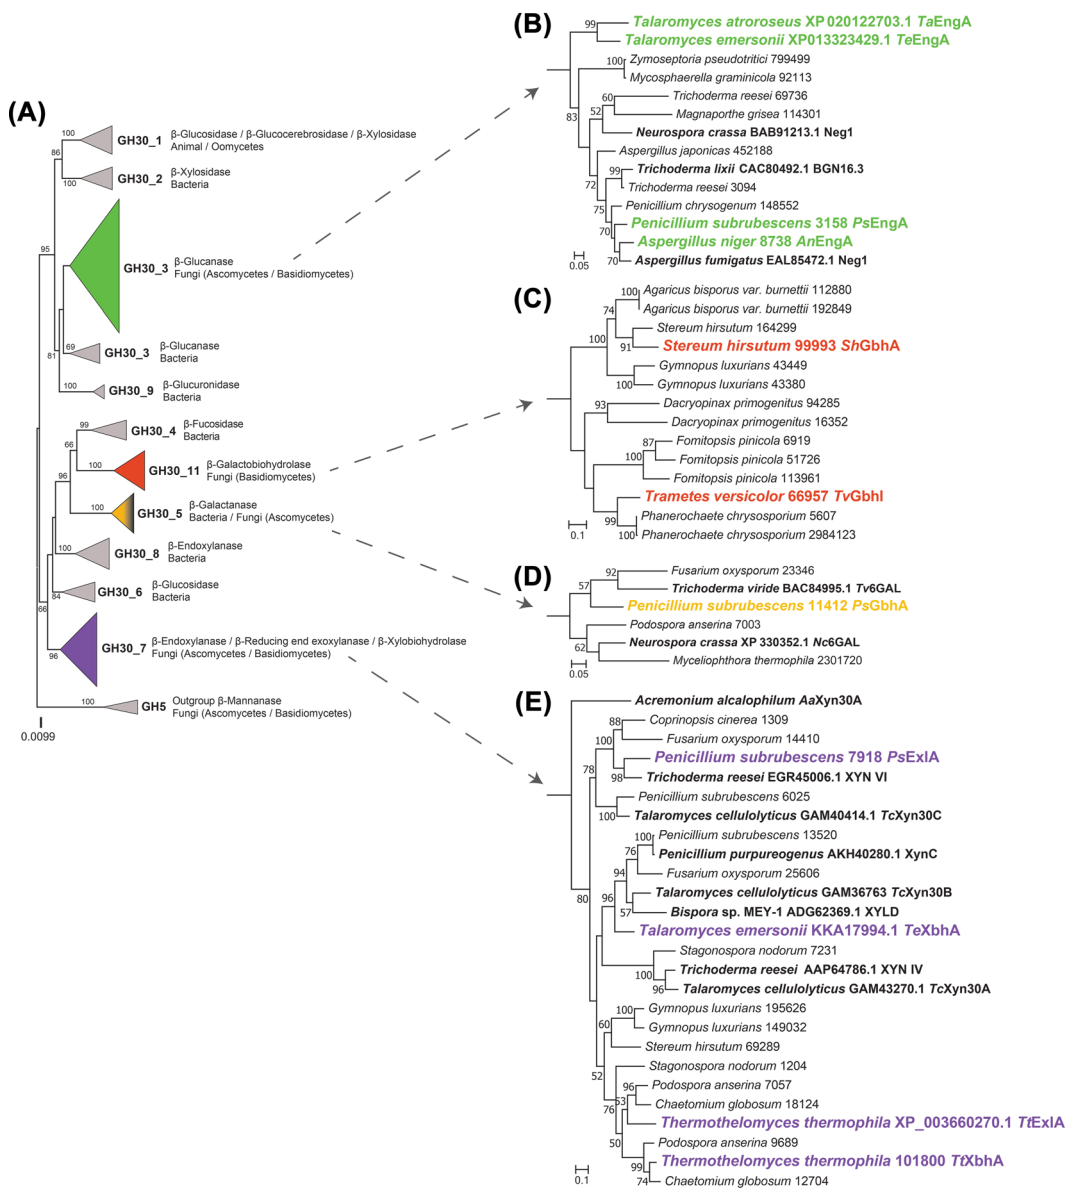 (A)
100
GH30_1
β-Glucosidase / β-Glucocerebrosidase / β-Xylosidase
Animal / Oomycetes
86
100
GH30_2
β-Xylosidase
Bacteria
95
GH30_3
β-Glucanase
Fungi (Ascomycetes / Basidiomycetes)
69
GH30_3
β-Glucanase
Bacteria
81
100
GH30_9
β-Glucuronidase
Bacteria
99
GH30_4
β-Fucosidase
Bacteria
66
100
GH30_11
β-Galactobiohydrolase
Fungi (Basidiomycetes)
96
100
GH30_5
β-Galactanase
Bacteria / Fungi (Ascomycetes)
100
GH30_8
β-Endoxylanase
Bacteria
84
GH30_6
β-Glucosidase
Bacteria
66
96
GH30_7
β-Endoxylanase / β-Reducing end exoxylanase / β-Xylobiohydrolase
Fungi (Ascomycetes / Basidiomycetes)
100
GH5
Outgroup β-Mannanase
Fungi (Ascomycetes / Basidiomycetes)
0.0099
(B)
99
Talaromyces atroroseus XP 020122703.1 TaEngA
Talaromyces emersonii XP013323429.1 TeEngA
100
Zymoseptoria pseudotritici 799499
Mycosphaerella graminicola 92113
83
60
Trichoderma reesei 69736
52
Magnaporthe grisea 114301
Neurospora crassa BAB91213.1 Neg1
Aspergillus japonicas 452188
99
Trichoderma lixii CAC80492.1 BGN16.3
72
Trichoderma reesei 3094
75
Penicillium chrysogenum 148552
70
Penicillium subrubescens 3158 PsEngA
Aspergillus niger 8738 AnEngA
70
Aspergillus fumigatus EAL85472.1 Neg1
0.05
(C)
100
Agaricus bisporus var. burnettii 112880
74
Agaricus bisporus var. burnettii 192849
Stereum hirsutum 164299
100
91
Stereum hirsutum 99993 ShGbhA
Gymnopus luxurians 43449
100
Gymnopus luxurians 43380
93
Dacryopinax primogenitus 94285
Dacryopinax primogenitus 16352
87
Fomitopsis pinicola 6919
100
Fomitopsis pinicola 51726
Fomitopsis pinicola 113961
Trametes versicolor 66957 TvGbhI
99
Phanerochaete chrysosporium 5607
100
Phanerochaete chrysosporium 2984123
0.1
(D)
92
Fusarium oxysporum 23346
57
Trichoderma viride BAC84995.1 Tv6GAL
Penicillium subrubescens 11412 PsGbhA
Podospora anserina 7003
62
Neurospora crassa XP 330352.1 Nc6GAL
Myceliophthora thermophila 2301720
0.05
(E)
Acremonium alcalophilum AaXyn30A
88
Coprinopsis cinerea 1309
100
Fusarium oxysporum 14410
Penicillium subrubescens 7918 PsExlA
78
98
Trichoderma reesei EGR45006.1 XYN VI
Penicillium subrubescens 6025
100
Talaromyces cellulolyticus GAM40414.1 TcXyn30C
100
Penicillium subrubescens 13520
76
Penicillium purpureogenus AKH40280.1 XynC
94
Fusarium oxysporum 25606
80
96
Talaromyces cellulolyticus GAM36763 TcXyn30B
57
Bispora sp. MEY-1 ADG62369.1 XYLD
Talaromyces emersonii KKA17994.1 TeXbhA
Stagonospora nodorum 7231
100
Trichoderma reesei AAP64786.1 XYN IV
96
Talaromyces cellulolyticus GAM43270.1 TcXyn30A
100
Gymnopus luxurians 195626
60
Gymnopus luxurians 149032
Stereum hirsutum 69289
52
Stagonospora nodorum 1204
96
Podospora anserina 7057
53
Chaetomium globosum 18124
76
Thermothelomyces thermophila XP_003660270.1 TtExlA
50
Podospora anserina 9689
99
Thermothelomyces thermophila 101800 TtXbhA
74
Chaetomium globosum 12704
0.1